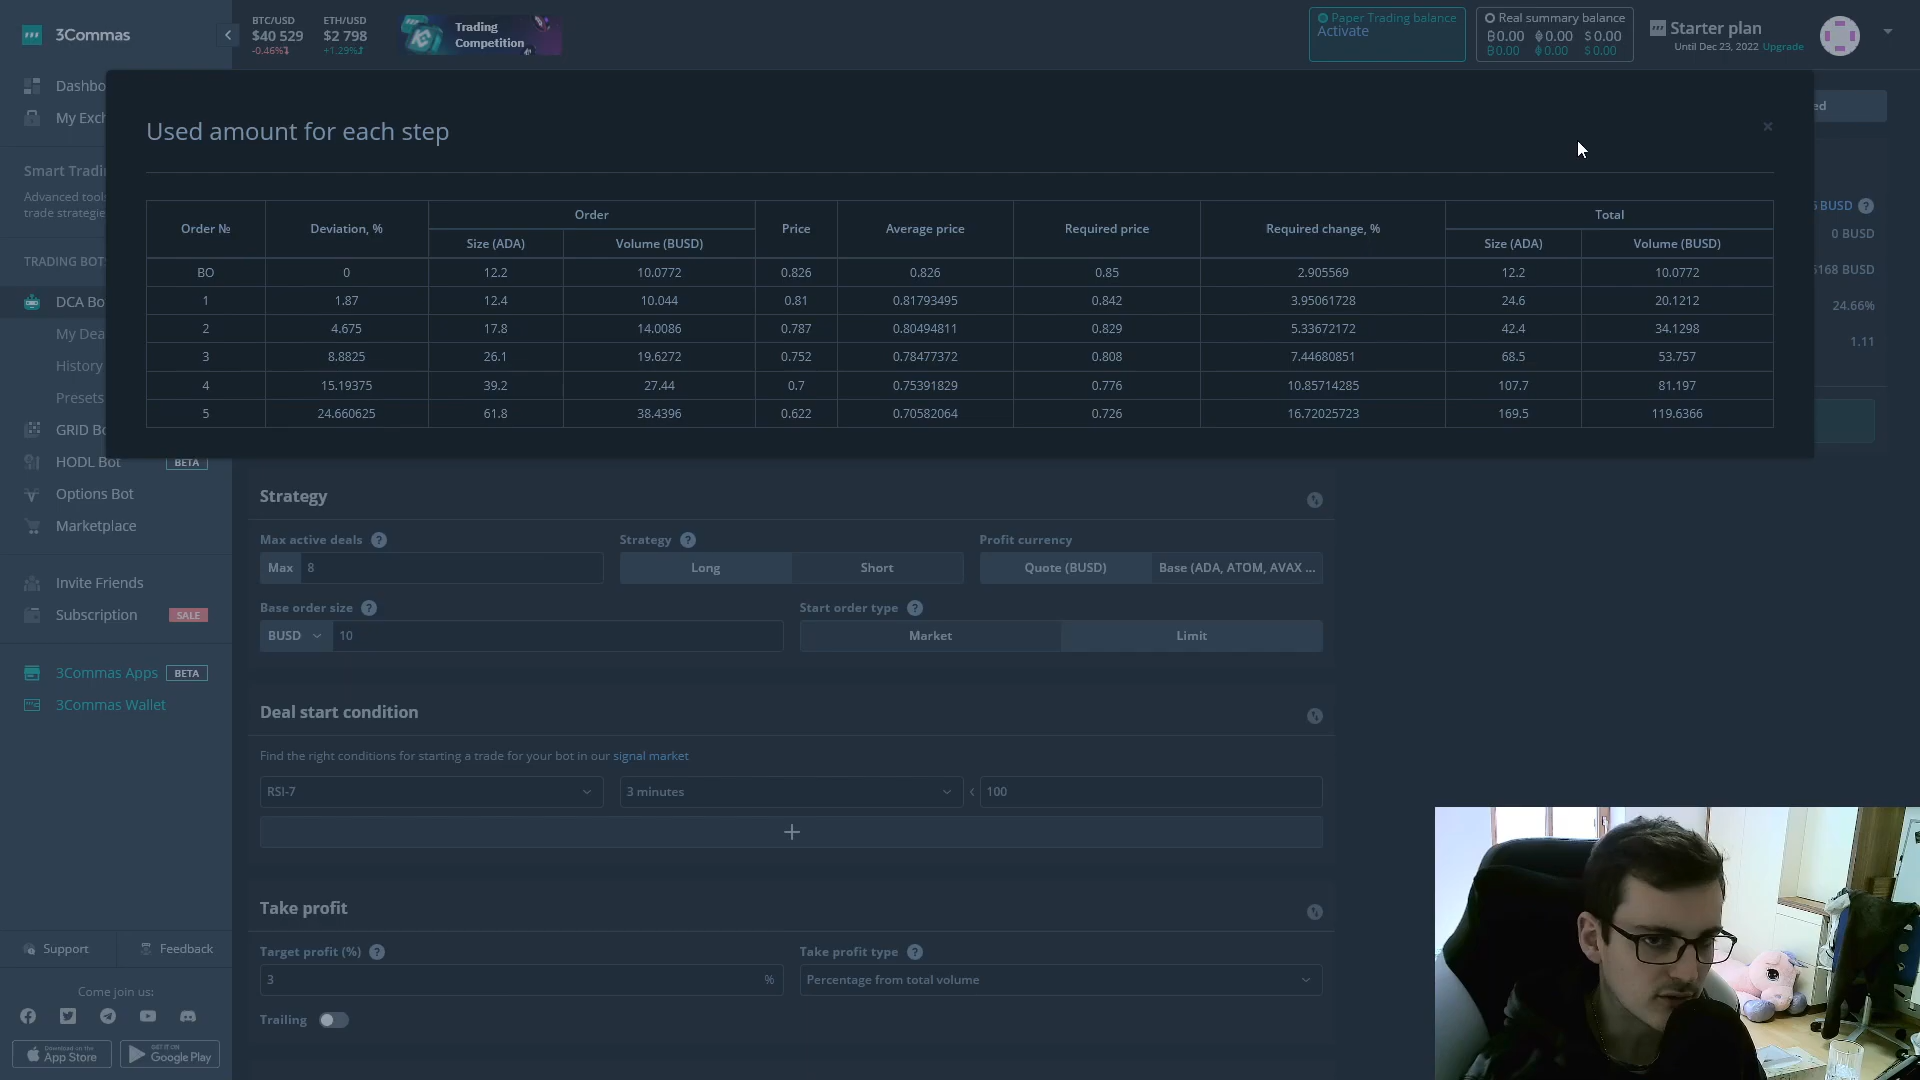 3Commas
BTC/USD
$40 529
-0.46%
ETH/USD
$2 798
+1.29%
Trading
Competition
Paper Trading balance
Activate
Real summary balance
₿0.00 0.00 $0.00
₿0.00 0.00 $0.00
Starter plan
Until Dec 23, 2022 Upgrade
Dashbo
My Exch
Smart Tradin
Advanced tools
trade strategie
TRADING BOTS
DCA Bo
My Dea
History
Presets
GRID Bo
HODL Bot BETA
Options Bot
Marketplace
Invite Friends
Subscription SALE
3Commas Apps BETA
3Commas Wallet
Support Feedback
Come join us:
Download on the
App Store
GET IT ON
Google Play
Used amount for each step
×
Order № Deviation, % Order Price Average price Required price Required change, % Total
Size (ADA) Volume (BUSD) Size (ADA) Volume (BUSD)
BO 0 12.2 10.0772 0.826 0.826 0.85 2.905569 12.2 10.0772
1 1.87 12.4 10.044 0.81 0.81793495 0.842 3.95061728 24.6 20.1212
2 4.675 17.8 14.0086 0.787 0.80494811 0.829 5.33672172 42.4 34.1298
3 8.8825 26.1 19.6272 0.752 0.78477372 0.808 7.44680851 68.5 53.757
4 15.19375 39.2 27.44 0.7 0.75391829 0.776 10.85714285 107.7 81.197
5 24.660625 61.8 38.4396 0.622 0.70582064 0.726 16.72025723 169.5 119.6366
ed
BUSD ?
0 BUSD
168 BUSD
24.66%
1.11
Strategy
Max active deals ?
Max 8
Strategy ?
Long Short
Profit currency
Quote (BUSD) Base (ADA, ATOM, AVAX ...
Base order size ?
BUSD 10
Start order type ?
Market Limit
Deal start condition
Find the right conditions for starting a trade for your bot in our signal market
RSI-7 3 minutes < 100
+
Take profit
Target profit (%) ?
3 %
Take profit type ?
Percentage from total volume
Trailing